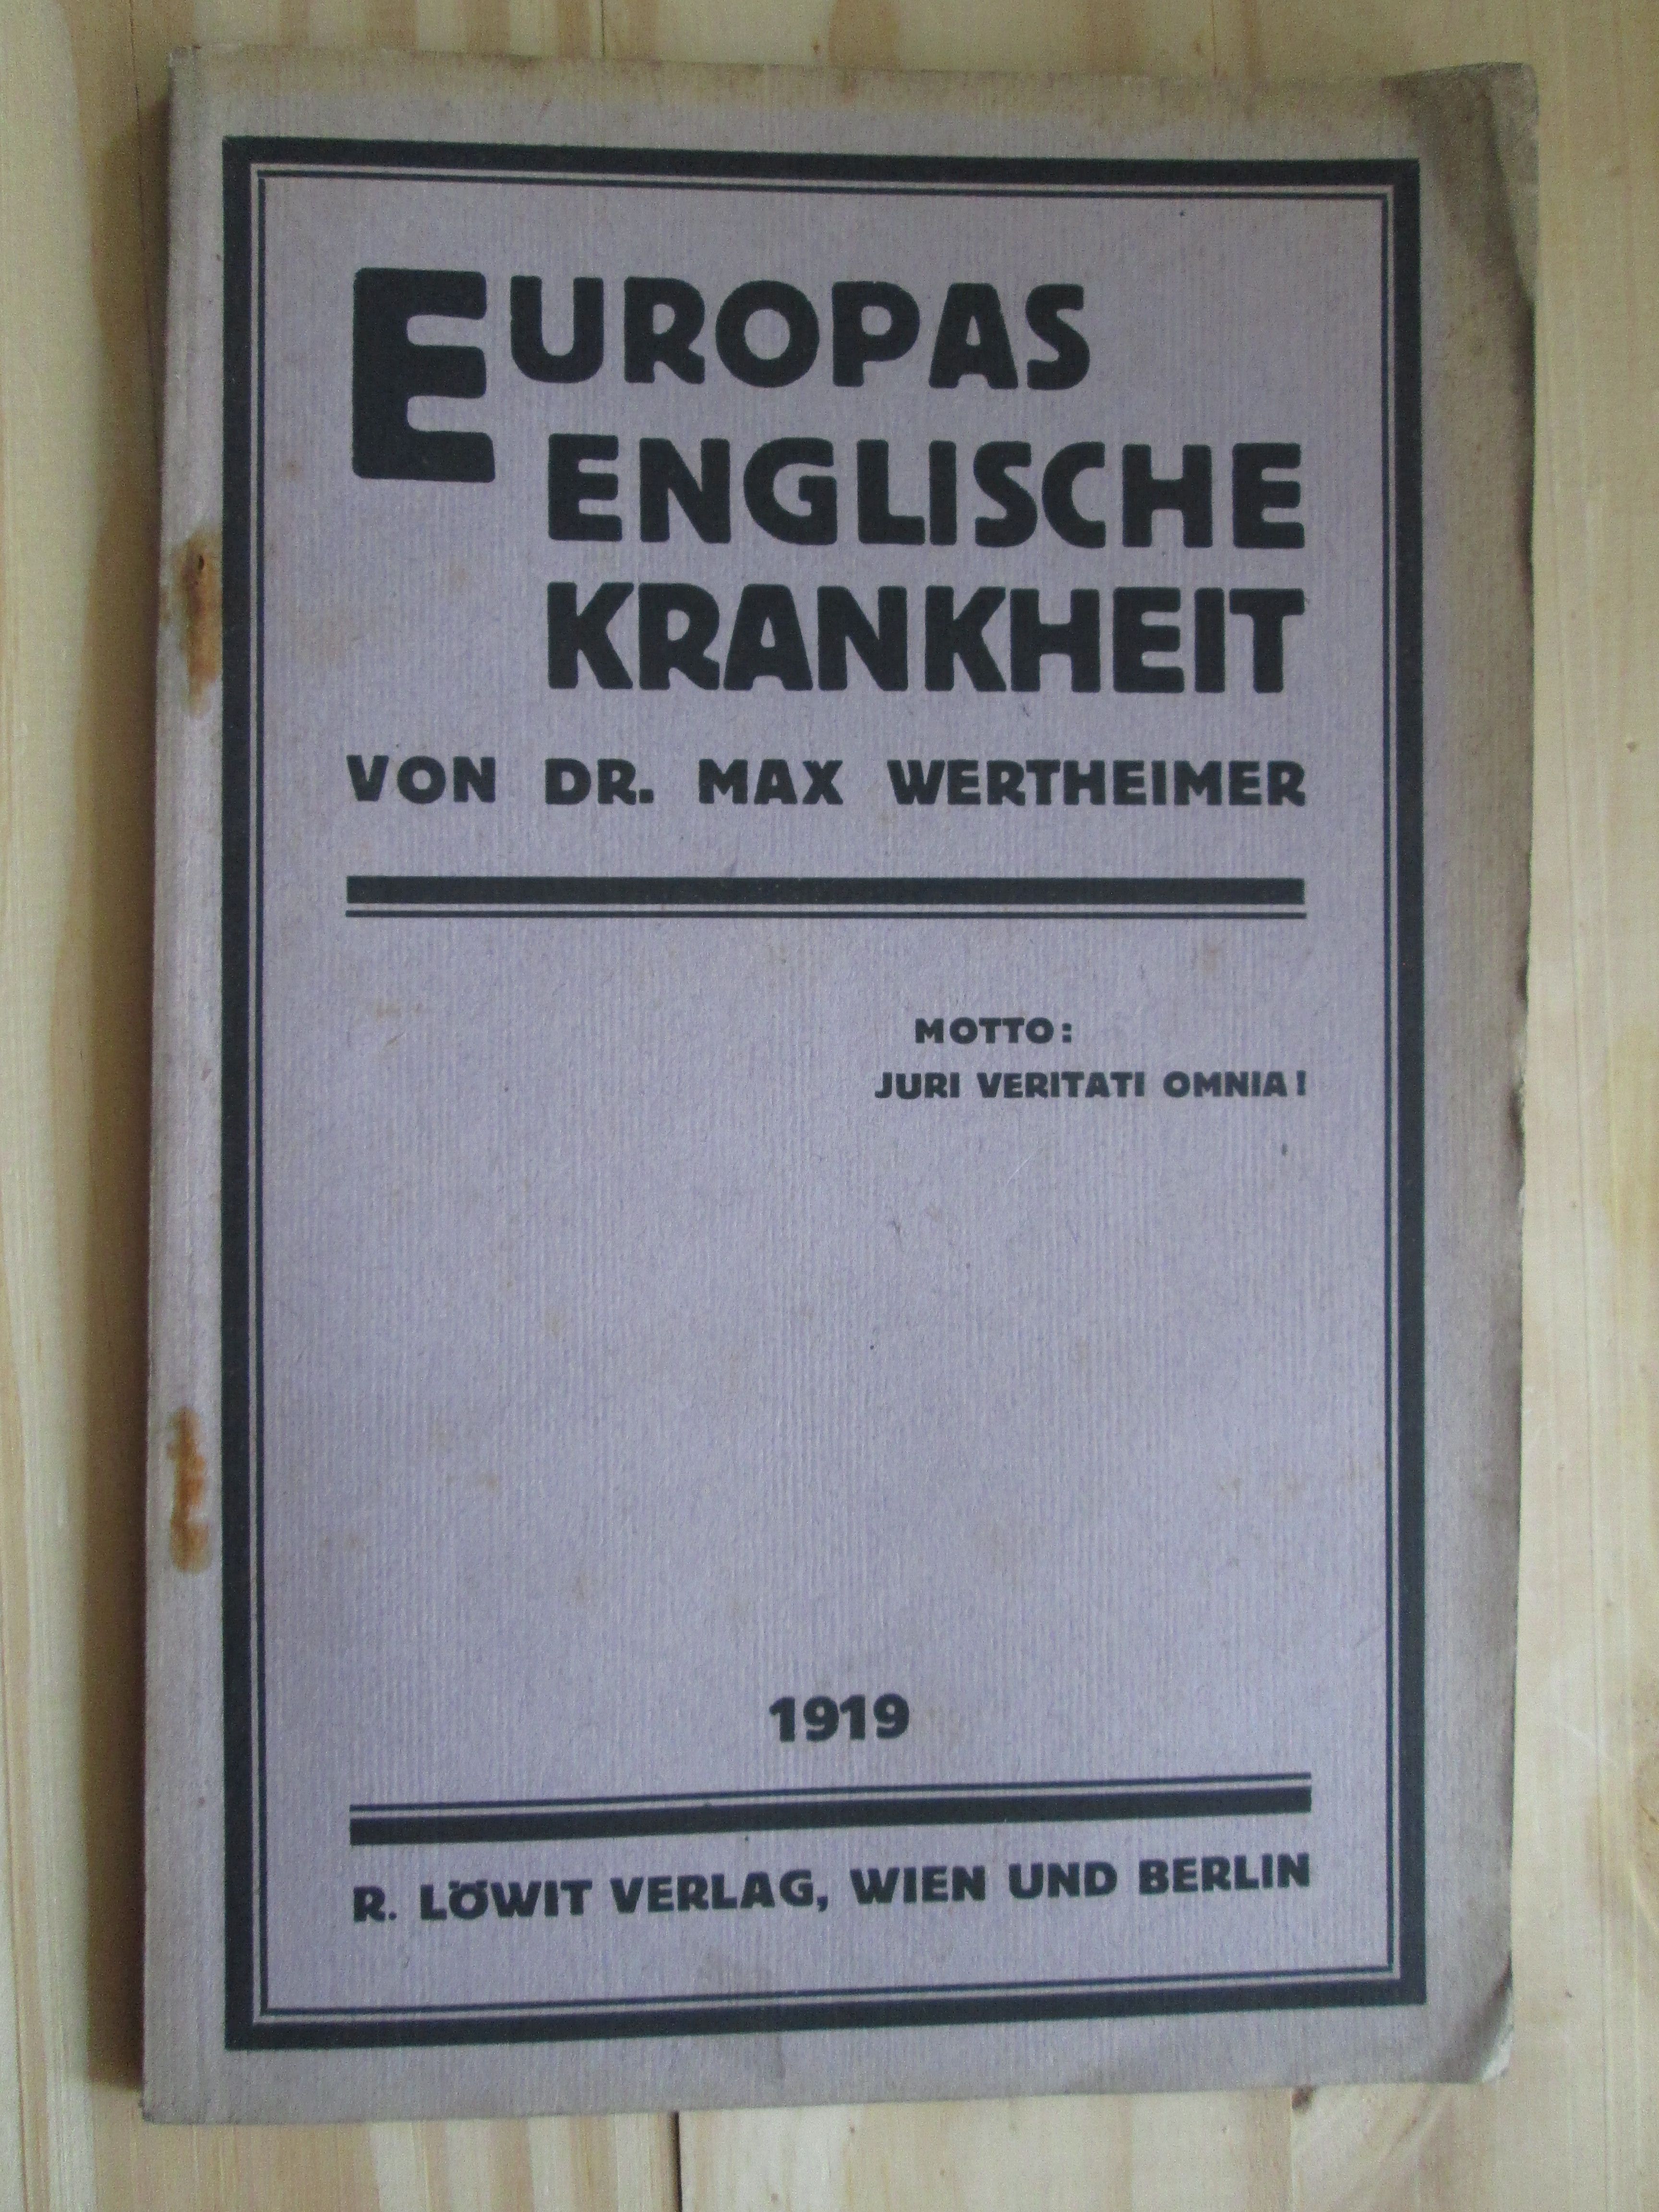 EUROPAS
ENGLISCHE
KRANKHEIT
VON DR. MAX WERTHEIMER
MOTTO:
JURI VERITATI OMNIA!
1919
R. LÖWIT VERLAG, WIEN UND BERLIN